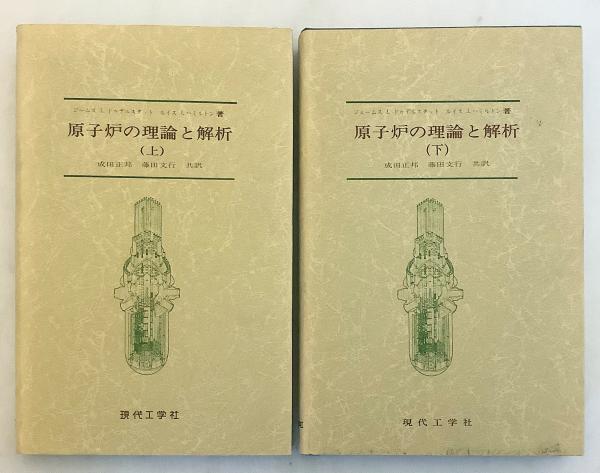 ジェームス J. ドゥデルスタット ルイス J. ハミルトン 著
原子炉の理論と解析
(上)
成田正邦 藤田文行 共訳
現代工学社
ジェームス J. ドゥデルスタット ルイス J. ハミルトン 著
原子炉の理論と解析
(下)
成田正邦 藤田文行 共訳
現代工学社